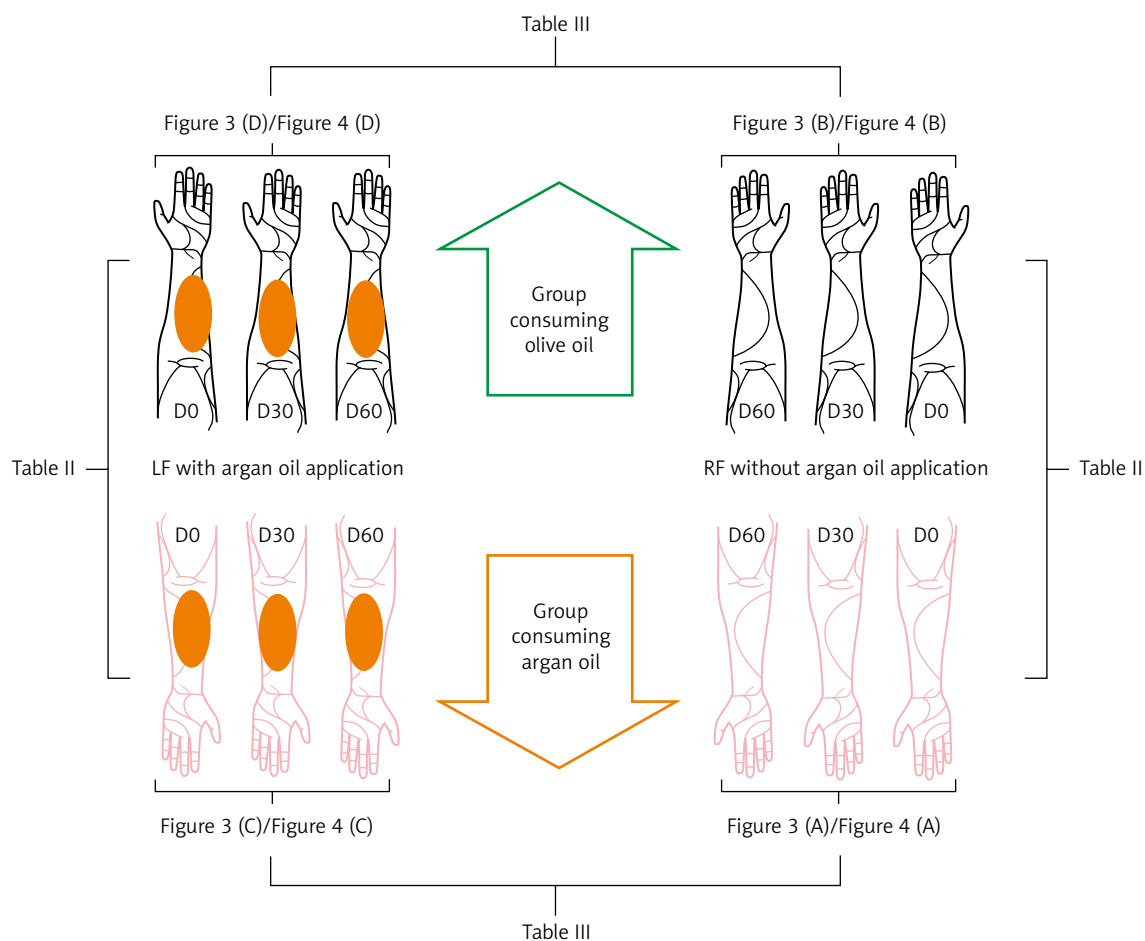 Table III
Figure 3 (D)/Figure 4 (D)
Figure 3 (B)/Figure 4 (B)
Group
consuming
olive oil
D0
D30
D60
D60
D30
D0
Table II
LF with argan oil application
RF without argan oil application
Table II
D0
D30
D60
D60
D30
D0
Group
consuming
argan oil
Figure 3 (C)/Figure 4 (C)
Figure 3 (A)/Figure 4 (A)
Table III